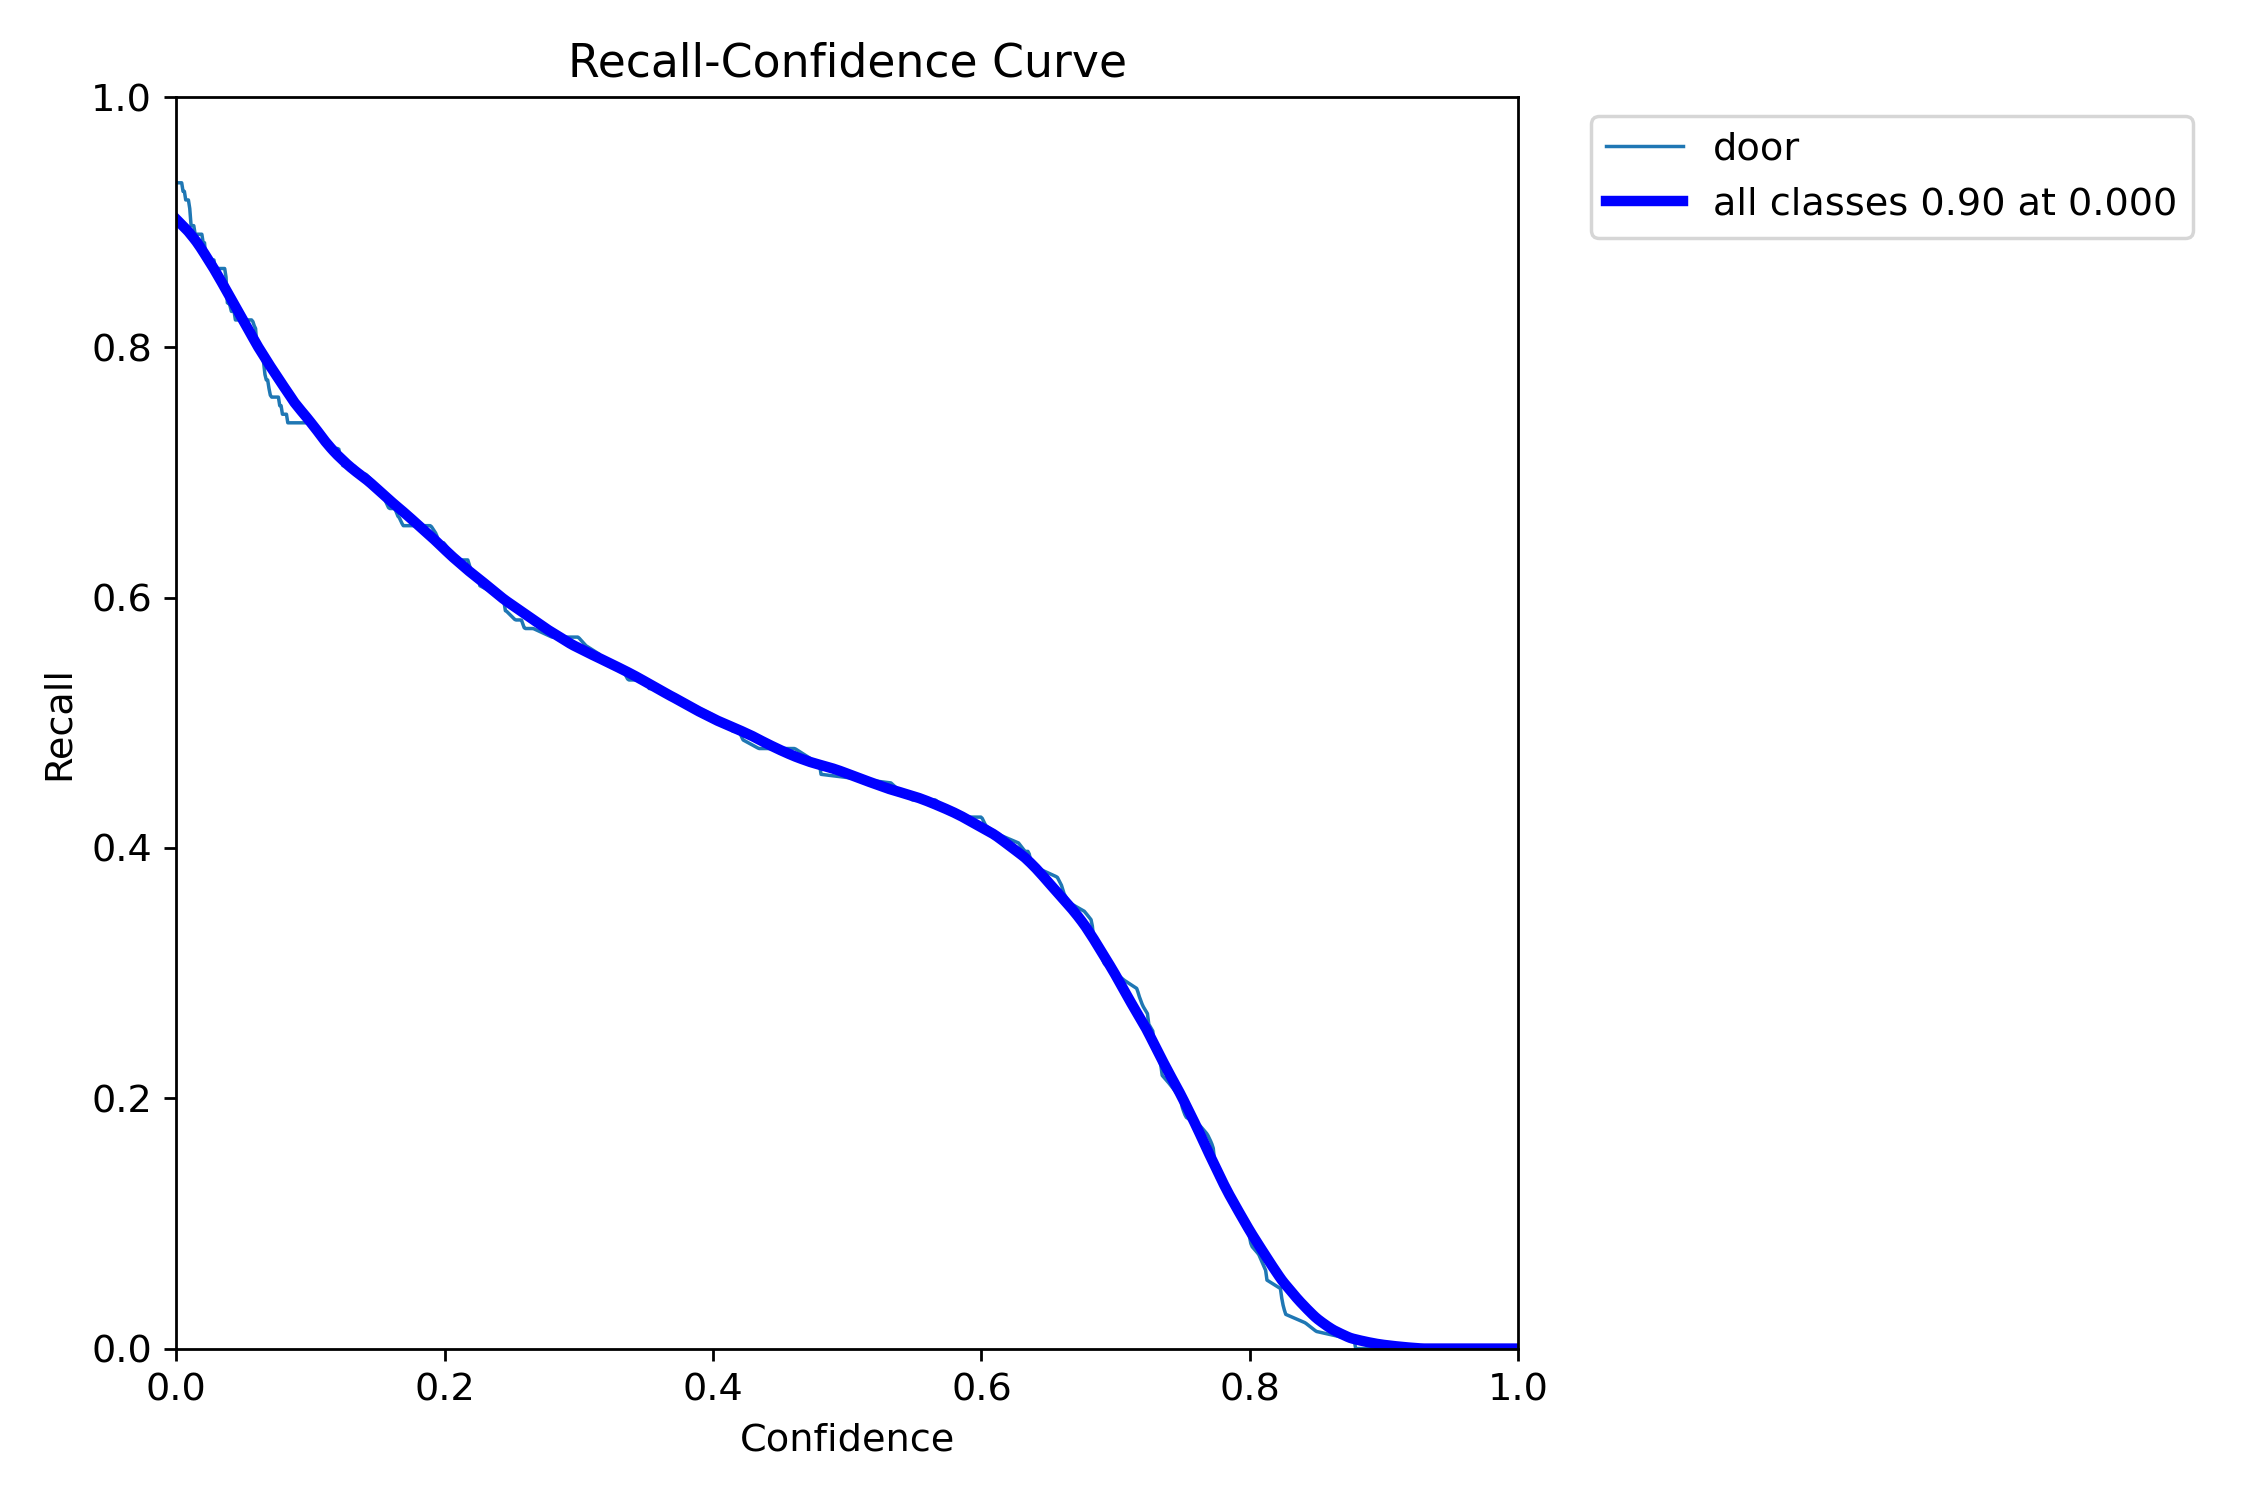 Recall-Confidence Curve
1.0
0.8
0.6
0.4
0.2
0.0
Recall
0.0 0.2 0.4 0.6 0.8 1.0
Confidence
door
all classes 0.90 at 0.000